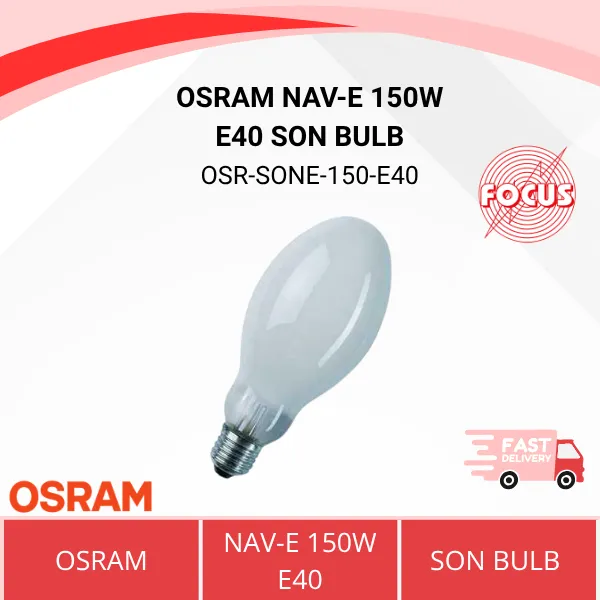 OSRAM NAV-E 150W
E40 SON BULB
OSR-SONE-150-E40
FOCUS
FAST
DELIVERY
OSRAM
OSRAM
NAV-E 150W
E40
SON BULB